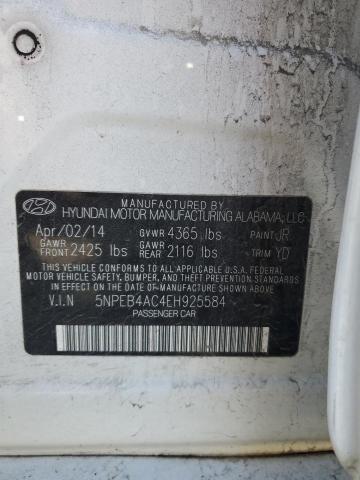 MANUFACTURED BY
HYUNDAI MOTOR MANUFACTURING ALABAMA, LLC
Apr/02/14 GVWR 4365 lbs PAINT JR
GAWR FRONT 2425 lbs GAWR REAR 2116 lbs TRIM YD
THIS VEHICLE CONFORMS TO ALL APPLICABLE U.S.A. FEDERAL
MOTOR VEHICLE SAFETY, BUMPER, AND THEFT PREVENTION STANDARDS
IN EFFECT ON THE DATE OF MANUFACTURE SHOWN ABOVE.
V.I.N 5NPEB4AC4EH925584
PASSENGER CAR